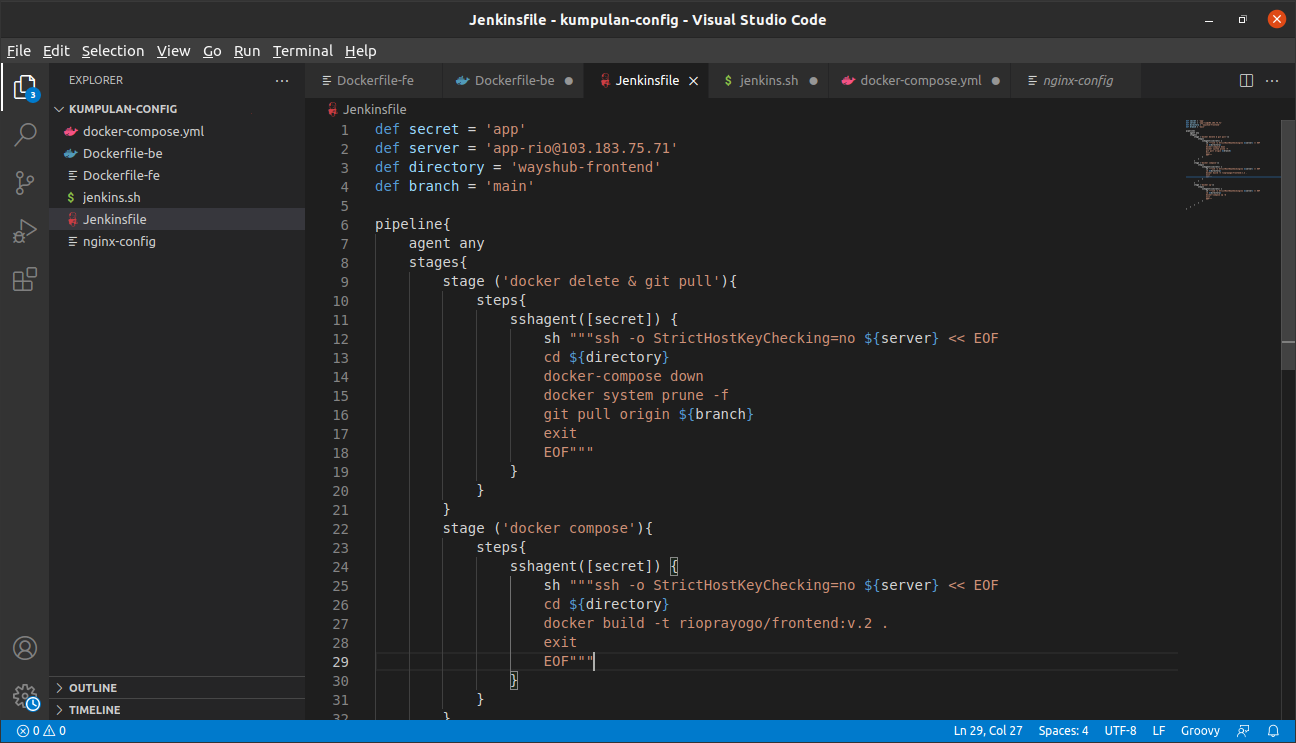 Jenkinsfile - kumpulan-config - Visual Studio Code
File Edit Selection View Go Run Terminal Help
EXPLORER
Dockerfile-fe Dockerfile-be Jenkinsfile $ jenkins.sh docker-compose.yml nginx-config
3
KUMPULAN-CONFIG
docker-compose.yml
Dockerfile-be
Dockerfile-fe
$ jenkins.sh
Jenkinsfile
nginx-config
OUTLINE
TIMELINE
Jenkinsfile
1 def secret = 'app'
2 def server = 'app-rio@103.183.75.71'
3 def directory = 'wayshub-frontend'
4 def branch = 'main'
5
6 pipeline{
7 agent any
8 stages{
9 stage ('docker delete & git pull'){
10 steps{
11 sshagent([secret]) {
12 sh """ssh -o StrictHostKeyChecking=no ${server} << EOF
13 cd ${directory}
14 docker-compose down
15 docker system prune -f
16 git pull origin ${branch}
17 exit
18 EOF"""
19 }
20 }
21 }
22 stage ('docker compose'){
23 steps{
24 sshagent([secret]) {
25 sh """ssh -o StrictHostKeyChecking=no ${server} << EOF
26 cd ${directory}
27 docker build -t rioprayogo/frontend:v.2 .
28 exit
29 EOF"""
30 }
31 }
32 }
0 0 Ln 29, Col 27 Spaces: 4 UTF-8 LF Groovy